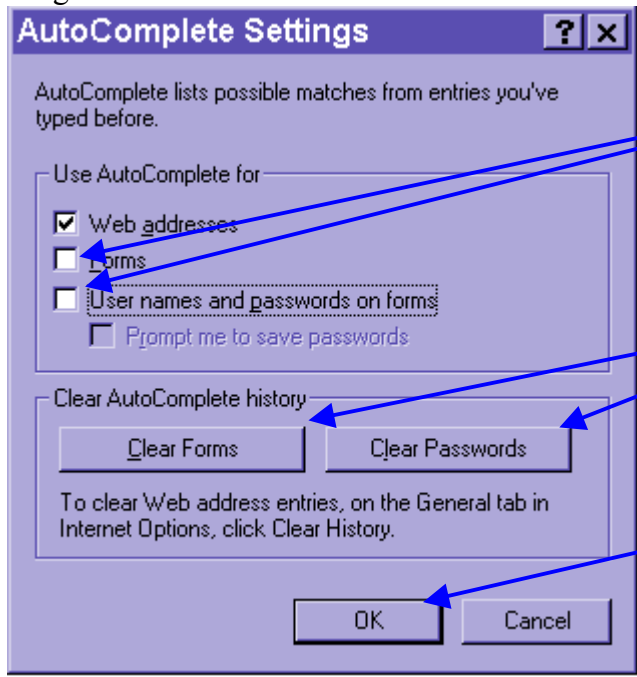 AutoComplete Settings
AutoComplete lists possible matches from entries you've
typed before.
Use AutoComplete for
Web addresses
Forms
User names and passwords on forms
Prompt me to save passwords
Clear AutoComplete history
Clear Forms
Clear Passwords
To clear Web address entries, on the General tab in
Internet Options, click Clear History.
OK
Cancel